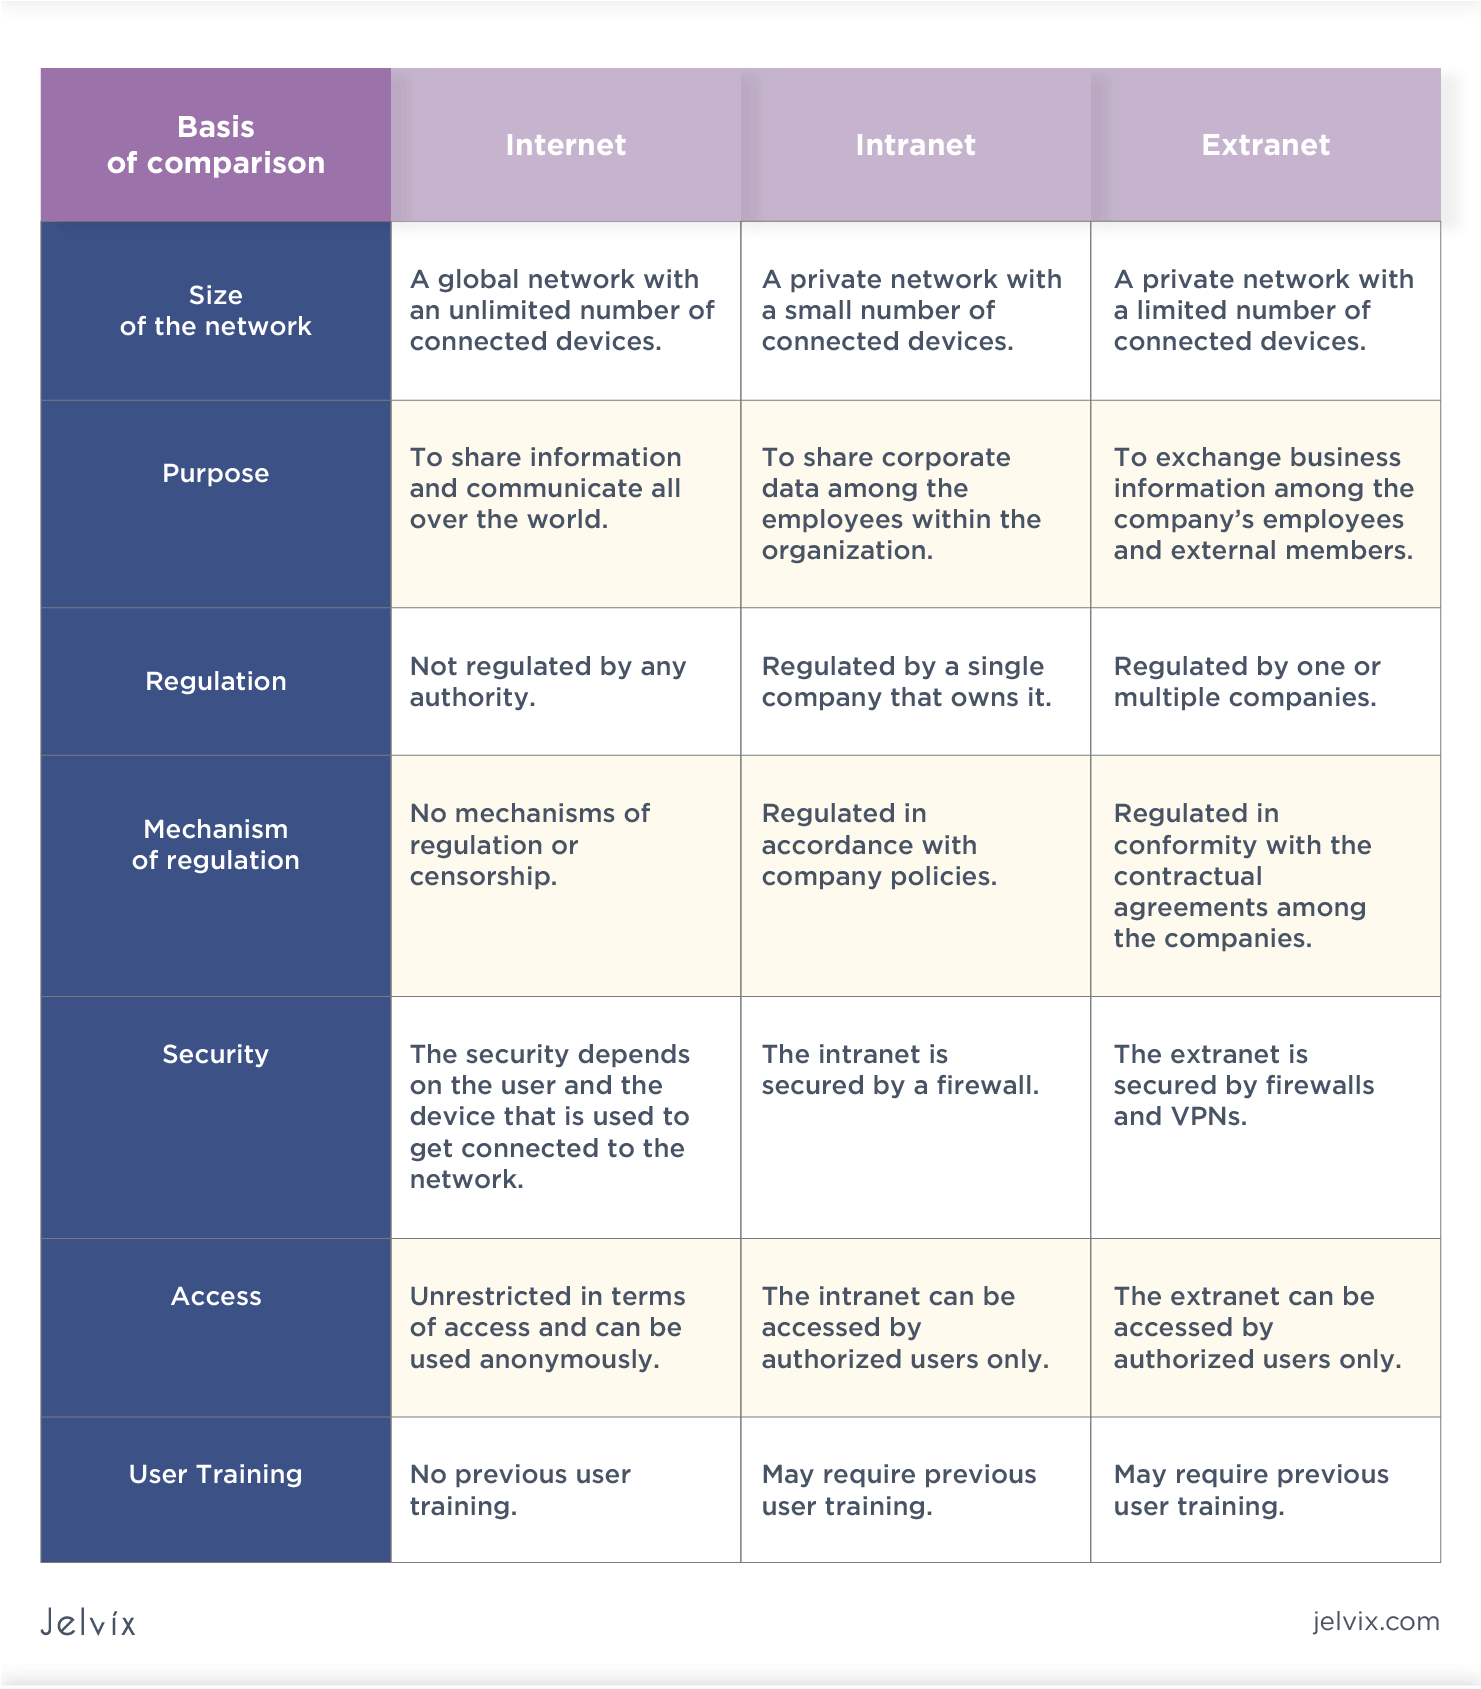 Basis
of comparison
Internet
Intranet
Extranet
Size
of the network
A global network with
an unlimited number of
connected devices.
A private network with
a small number of
connected devices.
A private network with
a limited number of
connected devices.
Purpose
To share information
and communicate all
over the world.
To share corporate
data among the
employees within the
organization.
To exchange business
information among the
company’s employees
and external members.
Regulation
Not regulated by any
authority.
Regulated by a single
company that owns it.
Regulated by one or
multiple companies.
Mechanism
of regulation
No mechanisms of
regulation or
censorship.
Regulated in
accordance with
company policies.
Regulated in
conformity with the
contractual
agreements among
the companies.
Security
The security depends
on the user and the
device that is used to
get connected to the
network.
The intranet is
secured by a firewall.
The extranet is
secured by firewalls
and VPNs.
Access
Unrestricted in terms
of access and can be
used anonymously.
The intranet can be
accessed by
authorized users only.
The extranet can be
accessed by
authorized users only.
User Training
No previous user
training.
May require previous
user training.
May require previous
user training.
Jelvix
jelvix.com